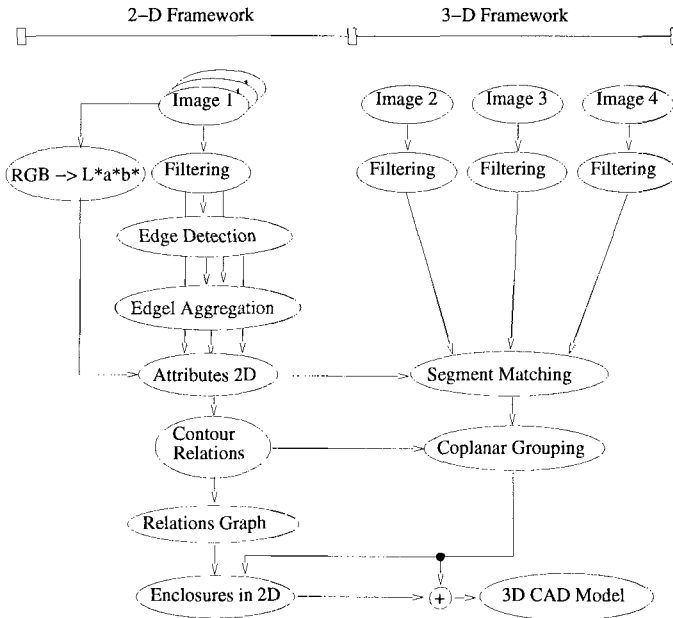 2-D Framework
3-D Framework
Image 1
*
*
Image 2
Image 3
Image 4
RGB -> L*a*b*
Filtering
Filtering
Filtering
Filtering
Edge Detection
Edgel Aggregation
Attributes 2D
Segment Matching
Contour
Relations
Coplanar Grouping
Relations Graph
Enclosures in 2D
+
3D CAD Model